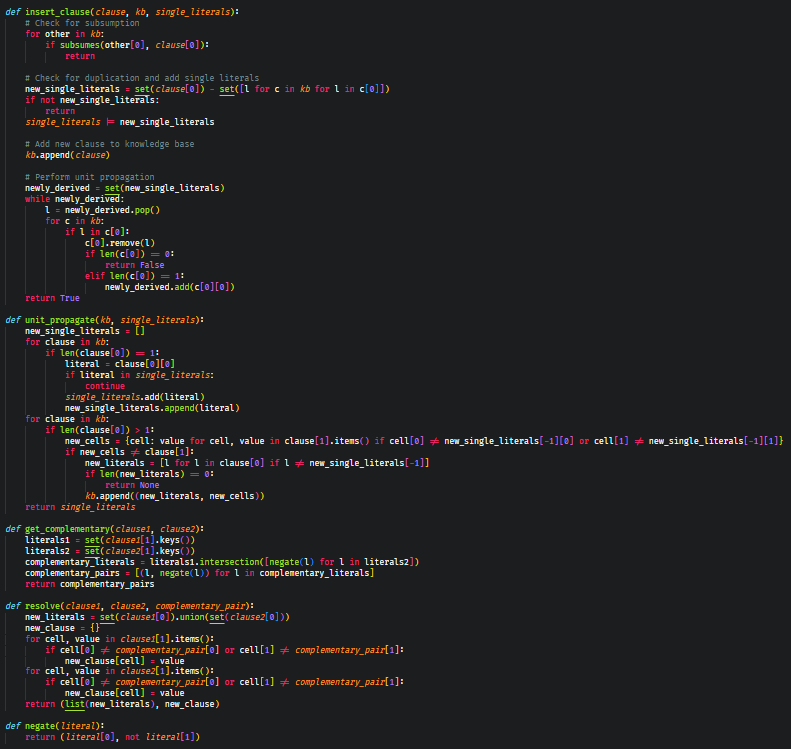 def insert_clause(clause, kb, single_literals):
    # Check for subsumption
    for other in kb:
        if subsumes(other[0], clause[0]):
            return

    # Check for duplication and add single literals
    new_single_literals = set(clause[0]) - set([l for c in kb for l in c[0]])
    if not new_single_literals:
        return
    single_literals |= new_single_literals

    # Add new clause to knowledge base
    kb.append(clause)

    # Perform unit propagation
    newly_derived = set(new_single_literals)
    while newly_derived:
        l = newly_derived.pop()
        for c in kb:
            if l in c[0]:
                c[0].remove(l)
                if len(c[0]) == 0:
                    return False
                elif len(c[0]) == 1:
                    newly_derived.add(c[0][0])
    return True

def unit_propagate(kb, single_literals):
    new_single_literals = []
    for clause in kb:
        if len(clause[0]) == 1:
            literal = clause[0][0]
            if literal in single_literals:
                continue
            single_literals.add(literal)
            new_single_literals.append(literal)
    for clause in kb:
        if len(clause[0]) > 1:
            new_cells = {cell: value for cell, value in clause[1].items() if cell[0] != new_single_literals[-1][0] or cell[1] != new_single_literals[-1][1]}
            if new_cells != clause[1]:
                new_literals = [l for l in clause[0] if l != new_single_literals[-1]]
                if len(new_literals) == 0:
                    return None
                kb.append((new_literals, new_cells))
    return single_literals

def get_complementary(clause1, clause2):
    literals1 = set(clause1[1].keys())
    literals2 = set(clause2[1].keys())
    complementary_literals = literals1.intersection([negate(l) for l in literals2])
    complementary_pairs = [(l, negate(l)) for l in complementary_literals]
    return complementary_pairs

def resolve(clause1, clause2, complementary_pair):
    new_literals = set(clause1[0]).union(set(clause2[0]))
    new_clause = {}
    for cell, value in clause1[1].items():
        if cell[0] != complementary_pair[0] or cell[1] != complementary_pair[1]:
            new_clause[cell] = value
    for cell, value in clause2[1].items():
        if cell[0] != complementary_pair[0] or cell[1] != complementary_pair[1]:
            new_clause[cell] = value
    return (list(new_literals), new_clause)

def negate(literal):
    return (literal[0], not literal[1])